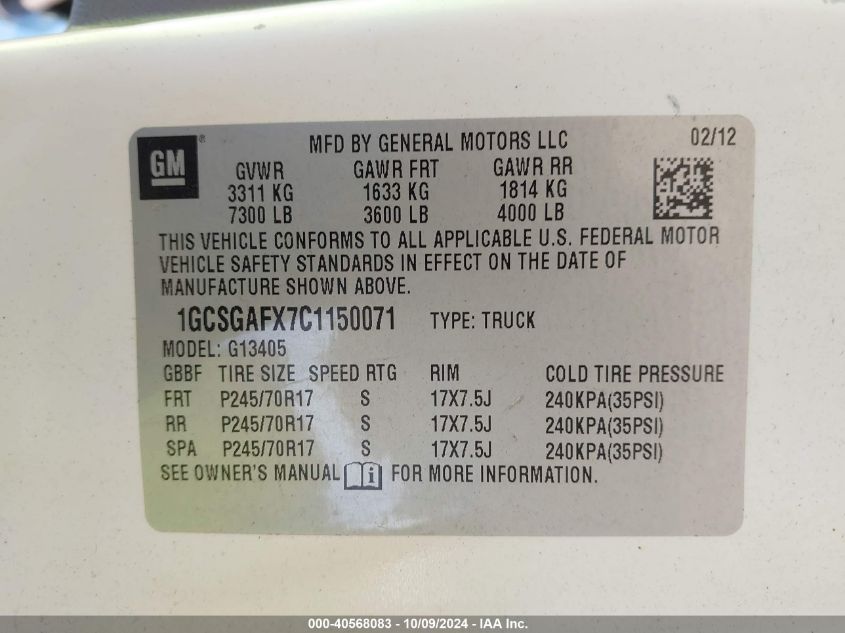 GM ® MFD BY GENERAL MOTORS LLC 02/12
GVWR GAWR FRT GAWR RR
3311 KG 1633 KG 1814 KG
7300 LB 3600 LB 4000 LB
THIS VEHICLE CONFORMS TO ALL APPLICABLE U.S. FEDERAL MOTOR
VEHICLE SAFETY STANDARDS IN EFFECT ON THE DATE OF
MANUFACTURE SHOWN ABOVE.
1GCSGAFX7C1150071 TYPE: TRUCK
MODEL: G13405
GBBF TIRE SIZE SPEED RTG RIM COLD TIRE PRESSURE
FRT P245/70R17 S 17X7.5J 240KPA(35PSI)
RR P245/70R17 S 17X7.5J 240KPA(35PSI)
SPA P245/70R17 S 17X7.5J 240KPA(35PSI)
SEE OWNER'S MANUAL i FOR MORE INFORMATION.
000-40568083 - 10/09/2024 - IAA Inc.